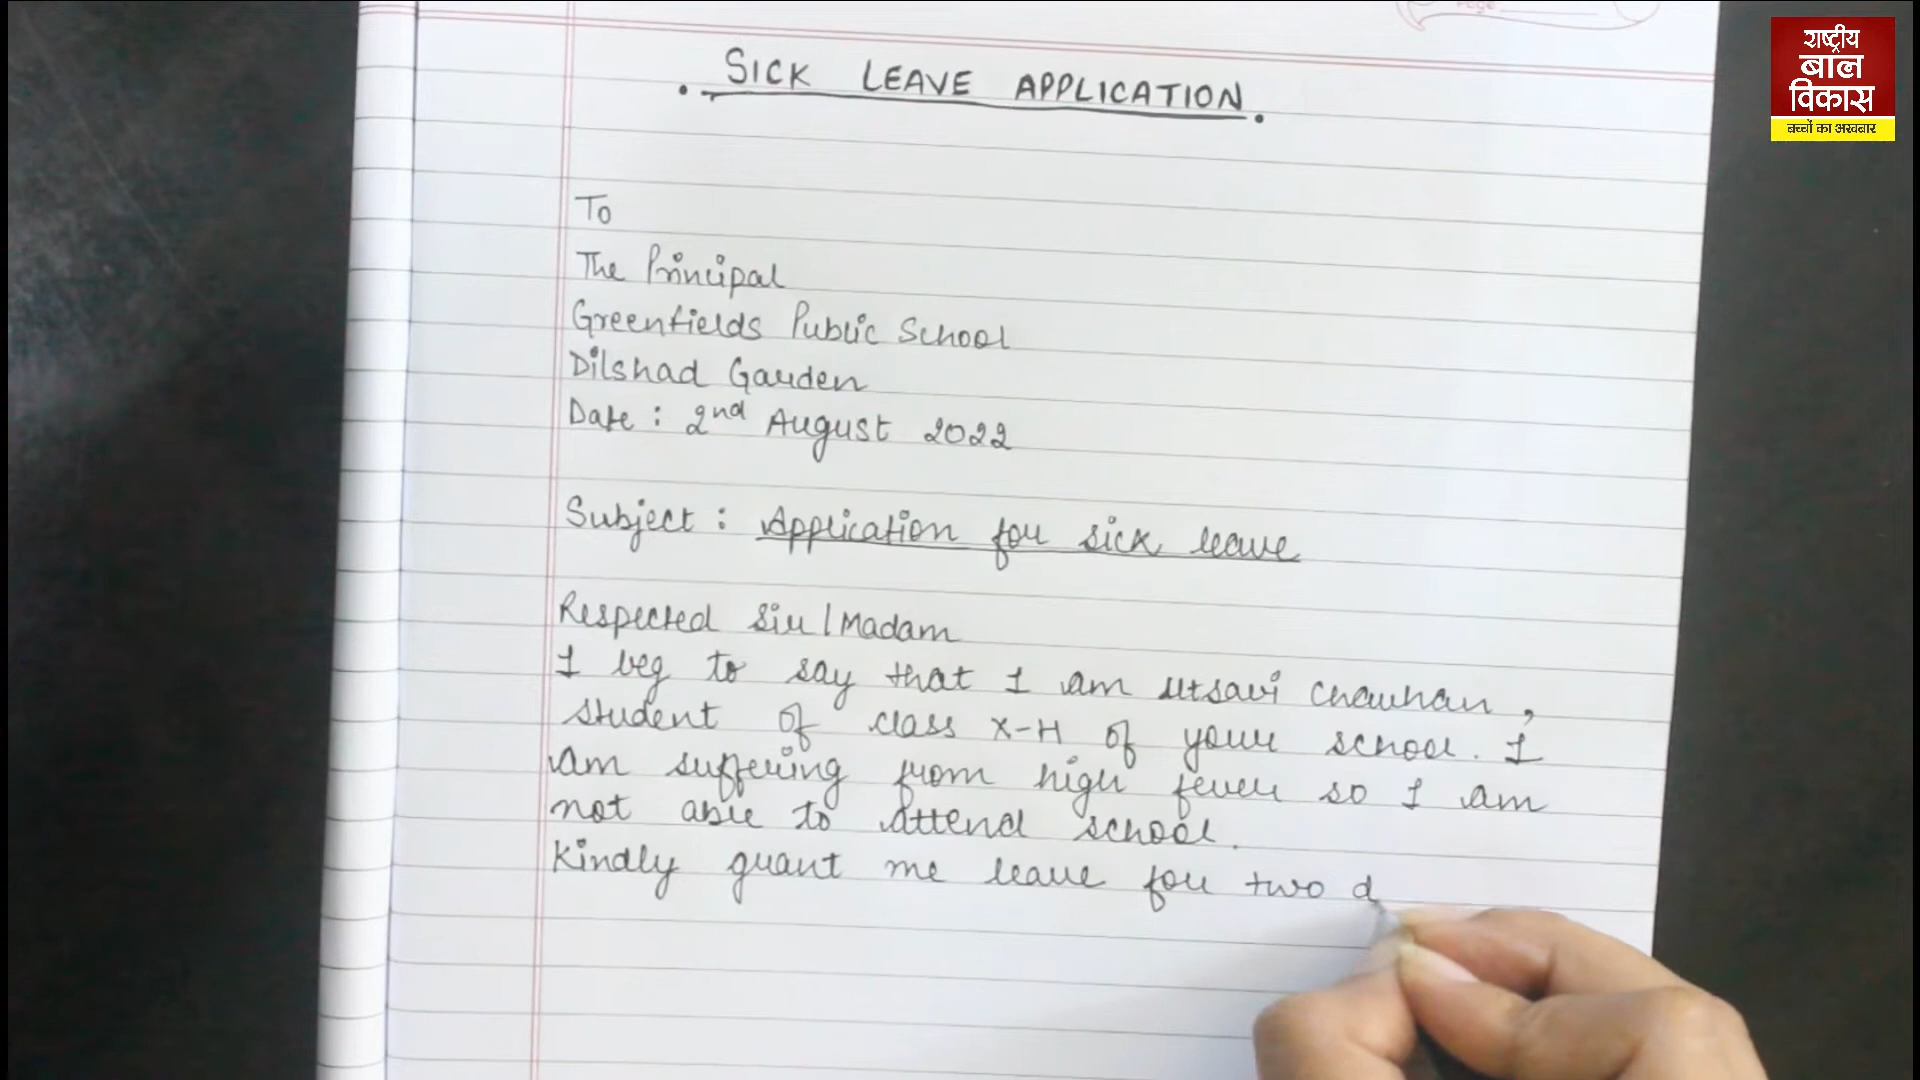 Page
राष्ट्रीय
बाल
विकास
बच्चों का अखबार
SICK LEAVE APPLICATION
To
The Principal
Greenfields Public School
Dilshad Garden
Date : 2nd August 2022
Subject : Application for sick leave
Respected Sir/Madam
I beg to say that I am Utsavi Chauhan,
student of class X-H of your school. I
am suffering from high fever so I am
not able to attend school.
Kindly grant me leave for two d